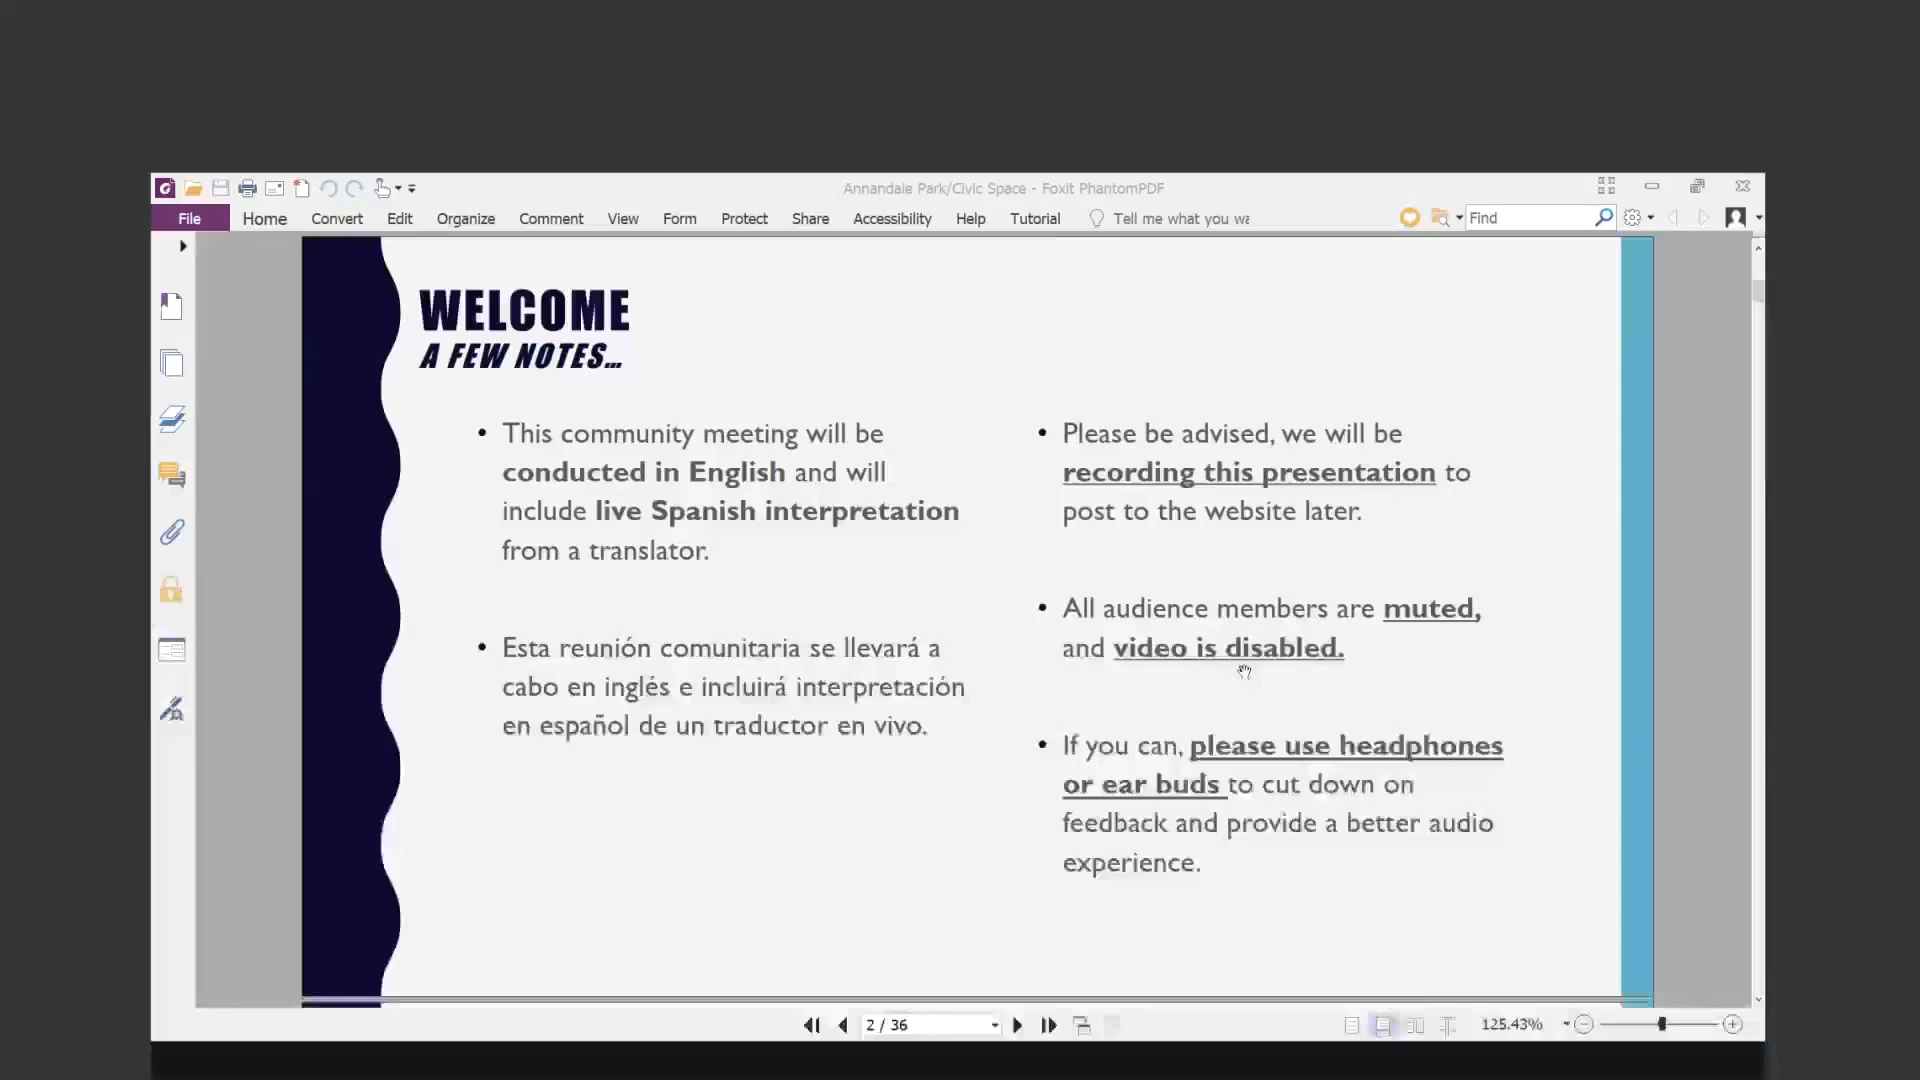 Annandale Park/Civic Space - Foxit PhantomPDF
File Home Convert Edit Organize Comment View Form Protect Share Accessibility Help Tutorial Tell me what you wa Find
WELCOME
A FEW NOTES...
• This community meeting will be
conducted in English and will
include live Spanish interpretation
from a translator.
• Esta reunión comunitaria se llevará a
cabo en inglés e incluirá interpretación
en español de un traductor en vivo.
• Please be advised, we will be
recording this presentation to
post to the website later.
• All audience members are muted,
and video is disabled.
• If you can, please use headphones
or ear buds to cut down on
feedback and provide a better audio
experience.
2 / 36 125.43%